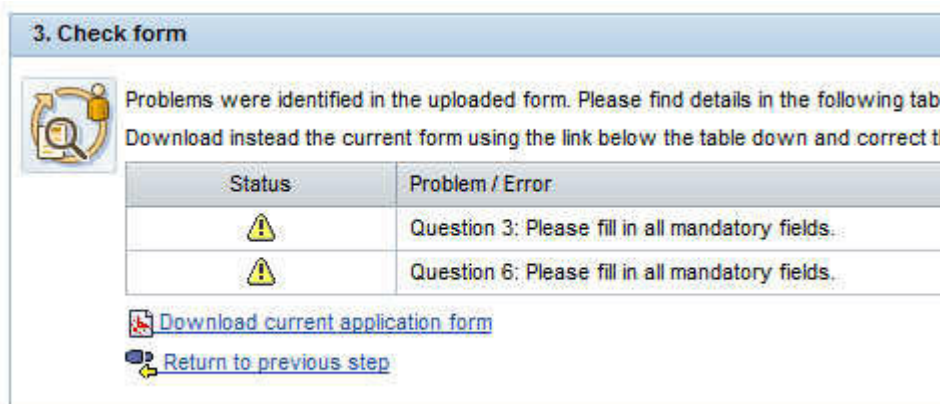 3. Check form
Problems were identified in the uploaded form. Please find details in the following tab
Download instead the current form using the link below the table down and correct t
Status Problem / Error
Question 3: Please fill in all mandatory fields.
Question 6: Please fill in all mandatory fields.
Download current application form
Return to previous step